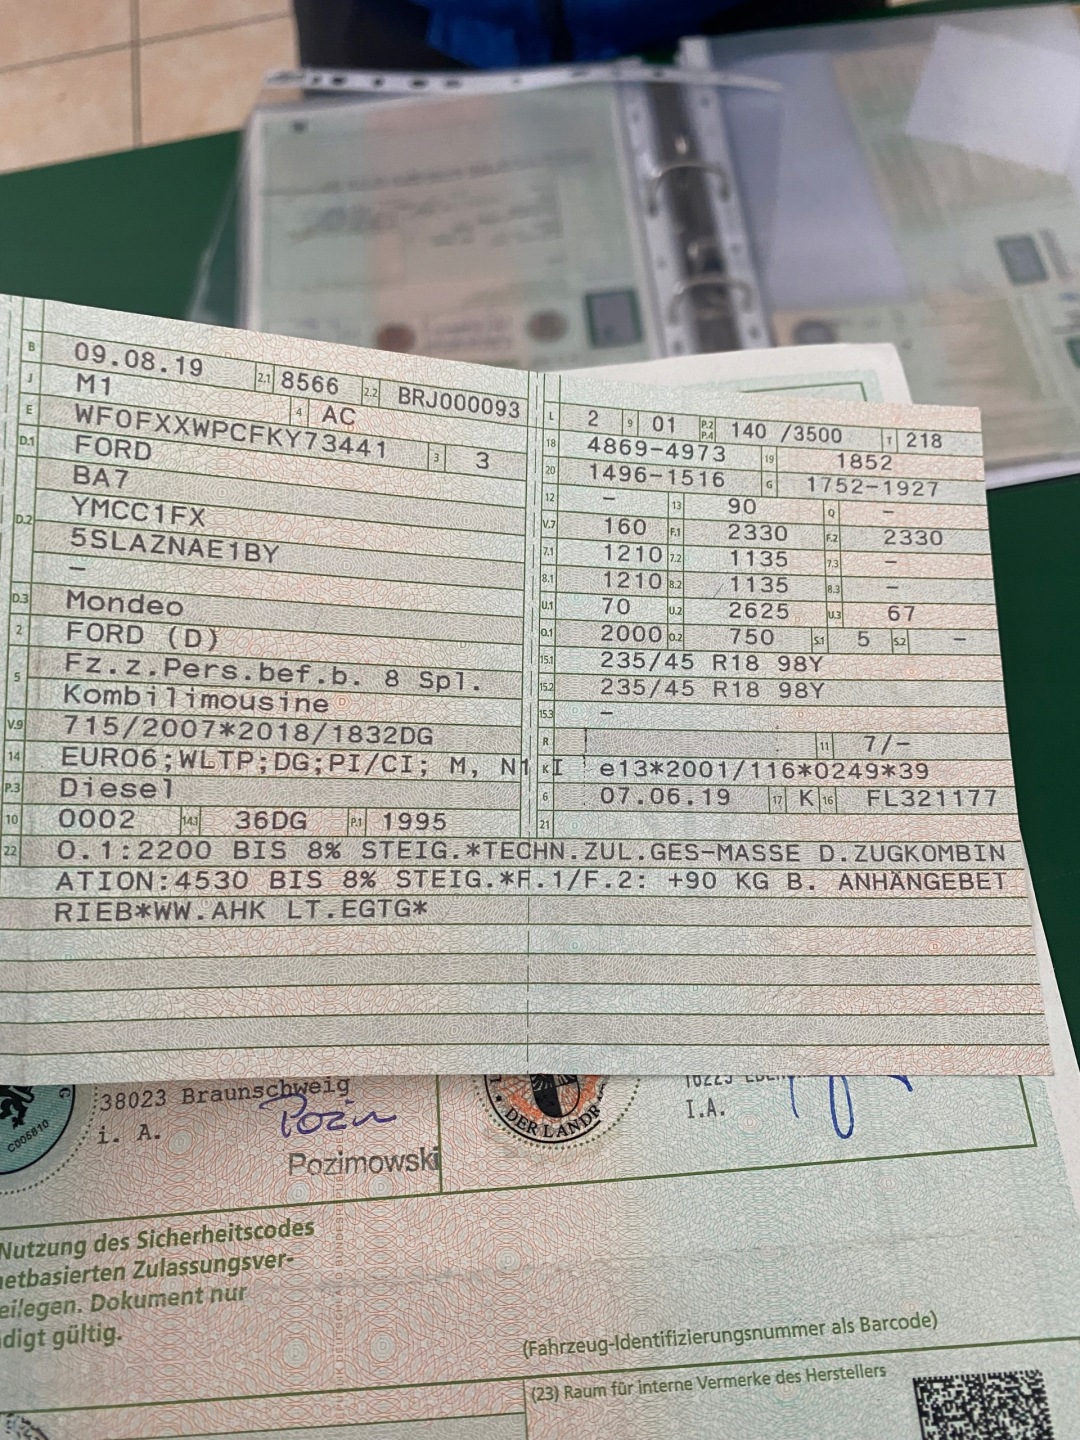 B 09.08.19 2.1 8566 2.2 BRJ000093
J M1 4 AC
E WF0FXXWPCFKY73441 3 3
D.1 FORD
D.2 BA7
YMCC1FX
5SLAZNAE1BY
–
D.3 Mondeo
2 FORD (D)
5 Fz.z.Pers.bef.b. 8 Spl.
Kombilimousine
V.9 715/2007*2018/1832DG
14 EURO6;WLTP;DG;PI/CI; M, N1 I
P.3 Diesel
10 0002 14.1 36DG P.1 1995
L 2 9 01 P.2 P.4 140 /3500 T 218
18 4869-4973 19 1852
20 1496-1516 G 1752-1927
12 – 13 90 Q –
V.7 160 F.1 2330 F.2 2330
7.1 1210 7.2 1135 7.3 –
8.1 1210 8.2 1135 8.3 –
U.1 70 U.2 2625 U.3 67
O.1 2000 O.2 750 S.1 5 S.2 –
15.1 235/45 R18 98Y
15.2 235/45 R18 98Y
15.3 –
R 11 7/–
K e13*2001/116*0249*39
6 07.06.19 17 K 16 FL321177
21
22 O.1:2200 BIS 8% STEIG.*TECHN.ZUL.GES-MASSE D.ZUGKOMBIN
ATION:4530 BIS 8% STEIG.*F.1/F.2: +90 KG B. ANHÄNGEBET
RIEB*WW.AHK LT.EGTG*
38023 Braunschweig
i. A.
Pozimowski
C005810
DER LANDR
I.A.
Nutzung des Sicherheitscodes
netbasierten Zulassungsver-
eilegen. Dokument nur
digt gültig.
(Fahrzeug-Identifizierungsnummer als Barcode)
(23) Raum für interne Vermerke des Herstellers